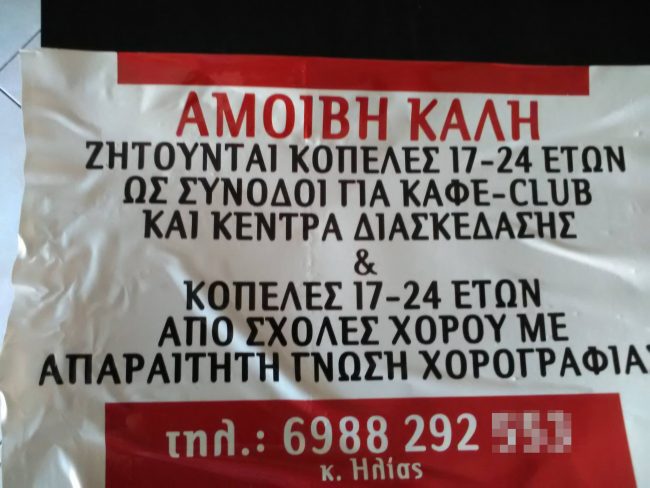 ΑΜΟΙΒΗ ΚΑΛΗ
ΖΗΤΟΥΝΤΑΙ ΚΟΠΕΛΕΣ 17-24 ΕΤΩΝ
ΩΣ ΣΥΝΟΔΟΙ ΓΙΑ ΚΑΦΕ-CLUB
ΚΑΙ ΚΕΝΤΡΑ ΔΙΑΣΚΕΔΑΣΗΣ
&
ΚΟΠΕΛΕΣ 17-24 ΕΤΩΝ
ΑΠΟ ΣΧΟΛΕΣ ΧΟΡΟΥ ΜΕ
ΑΠΑΡΑΙΤΗΤΗ ΓΝΩΣΗ ΧΟΡΟΓΡΑΦΙΑΣ
τηλ.: 6988 292
κ. Ηλίας